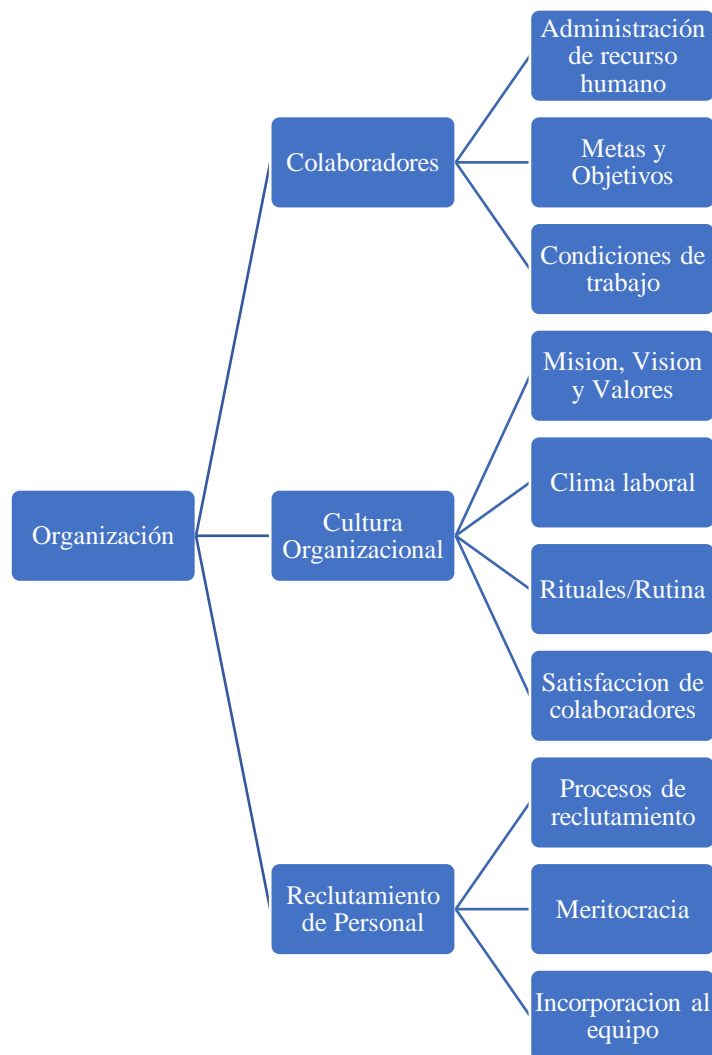 Organización
Colaboradores
Administración
de recurso
humano
Metas y
Objetivos
Condiciones de
trabajo
Cultura
Organizacional
Mision, Vision
y Valores
Clima laboral
Rituales/Rutina
Satisfaccion de
colaboradores
Reclutamiento
de Personal
Procesos de
reclutamiento
Meritocracia
Incorporacion al
equipo